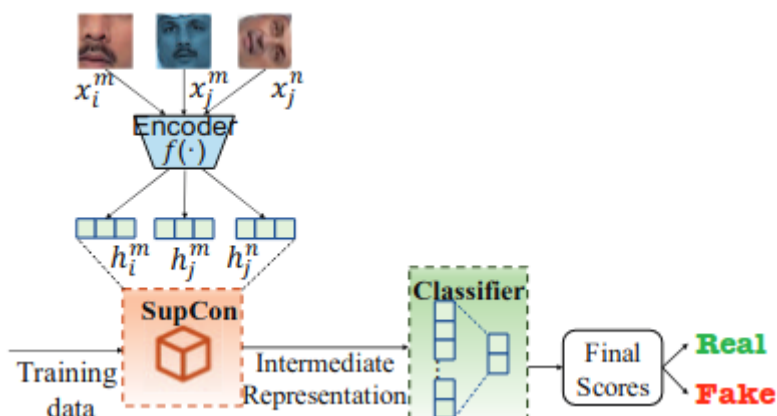 x_i^m x_j^m x_j^n
Encoder
f(·)
h_i^m h_j^m h_j^n
SupCon
Classifier
Training
data
Intermediate
Representation
Final
Scores
Real
Fake